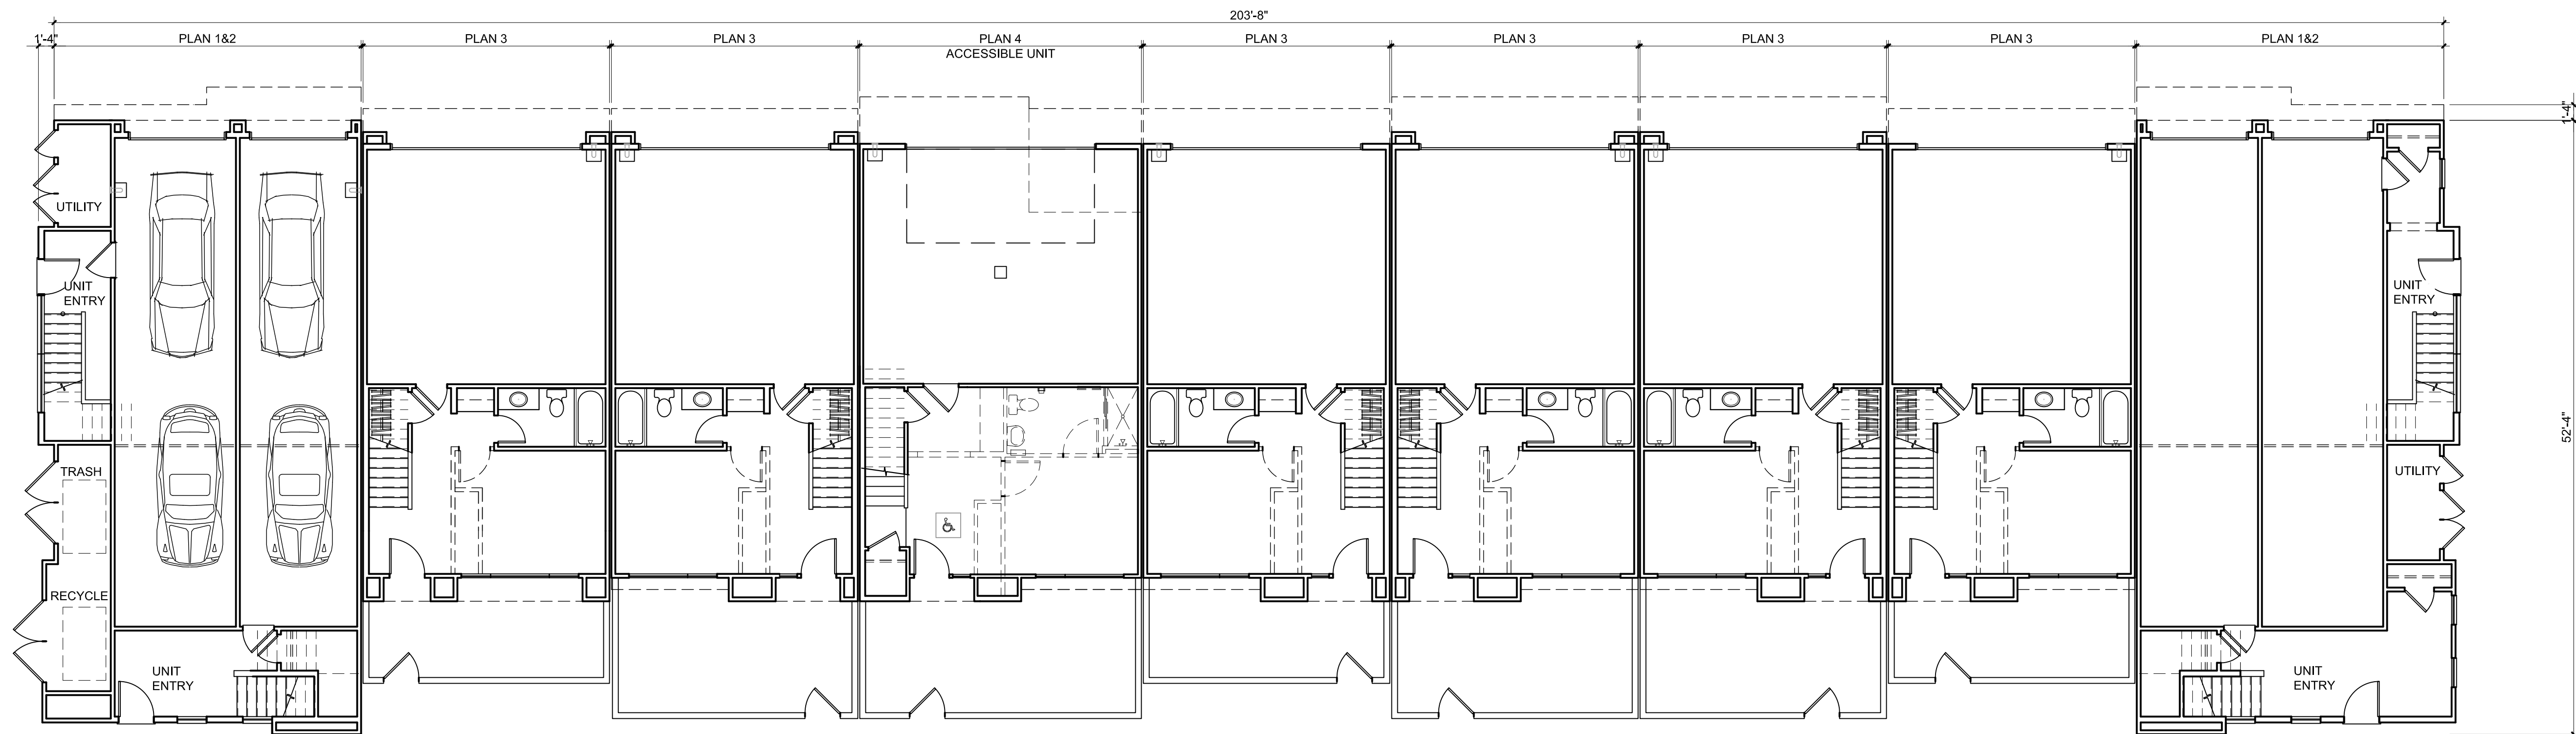 203'-8"
1'-4"
PLAN 1&2
PLAN 3
PLAN 3
PLAN 4
ACCESSIBLE UNIT
PLAN 3
PLAN 3
PLAN 3
PLAN 3
PLAN 1&2
1'-4"
UTILITY
UNIT
ENTRY
UNIT
ENTRY
52'-4"
TRASH
UTILITY
RECYCLE
UNIT
ENTRY
UNIT
ENTRY